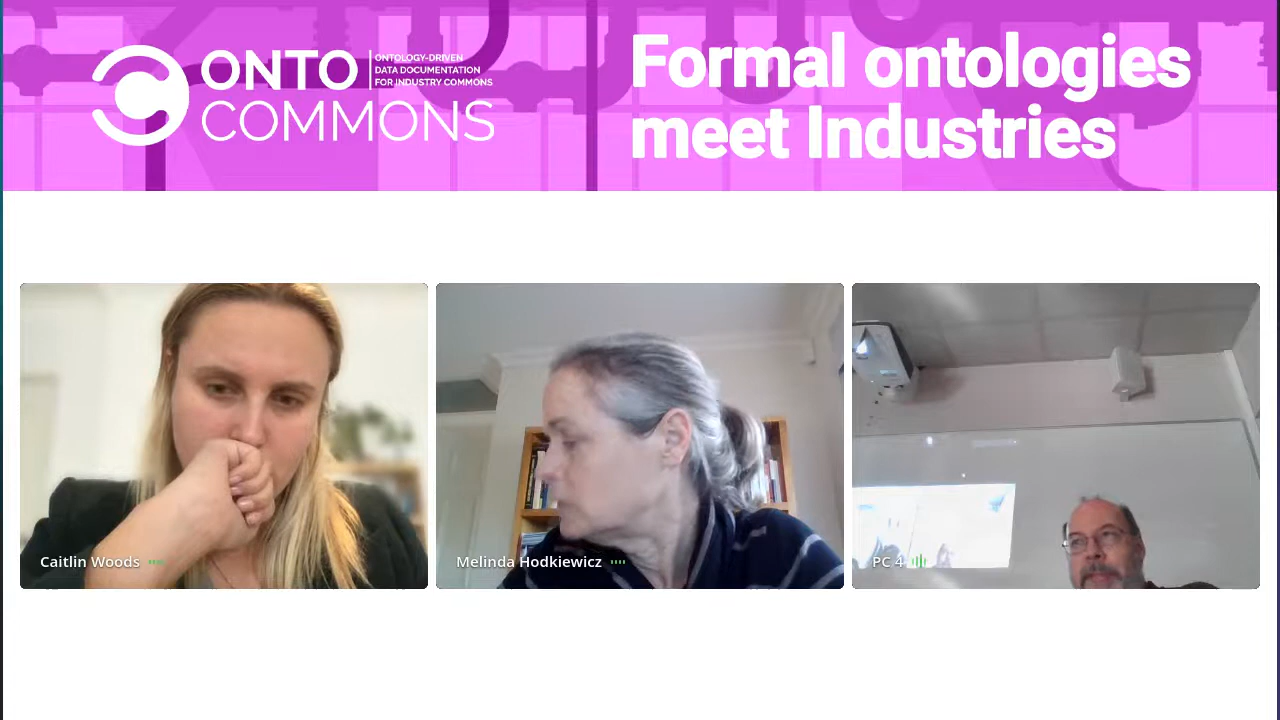 ONTO
COMMONS
ONTOLOGY-DRIVEN
DATA DOCUMENTATION
FOR INDUSTRY COMMONS
Formal ontologies
meet Industries
Caitlin Woods
Melinda Hodkiewicz
PC 4